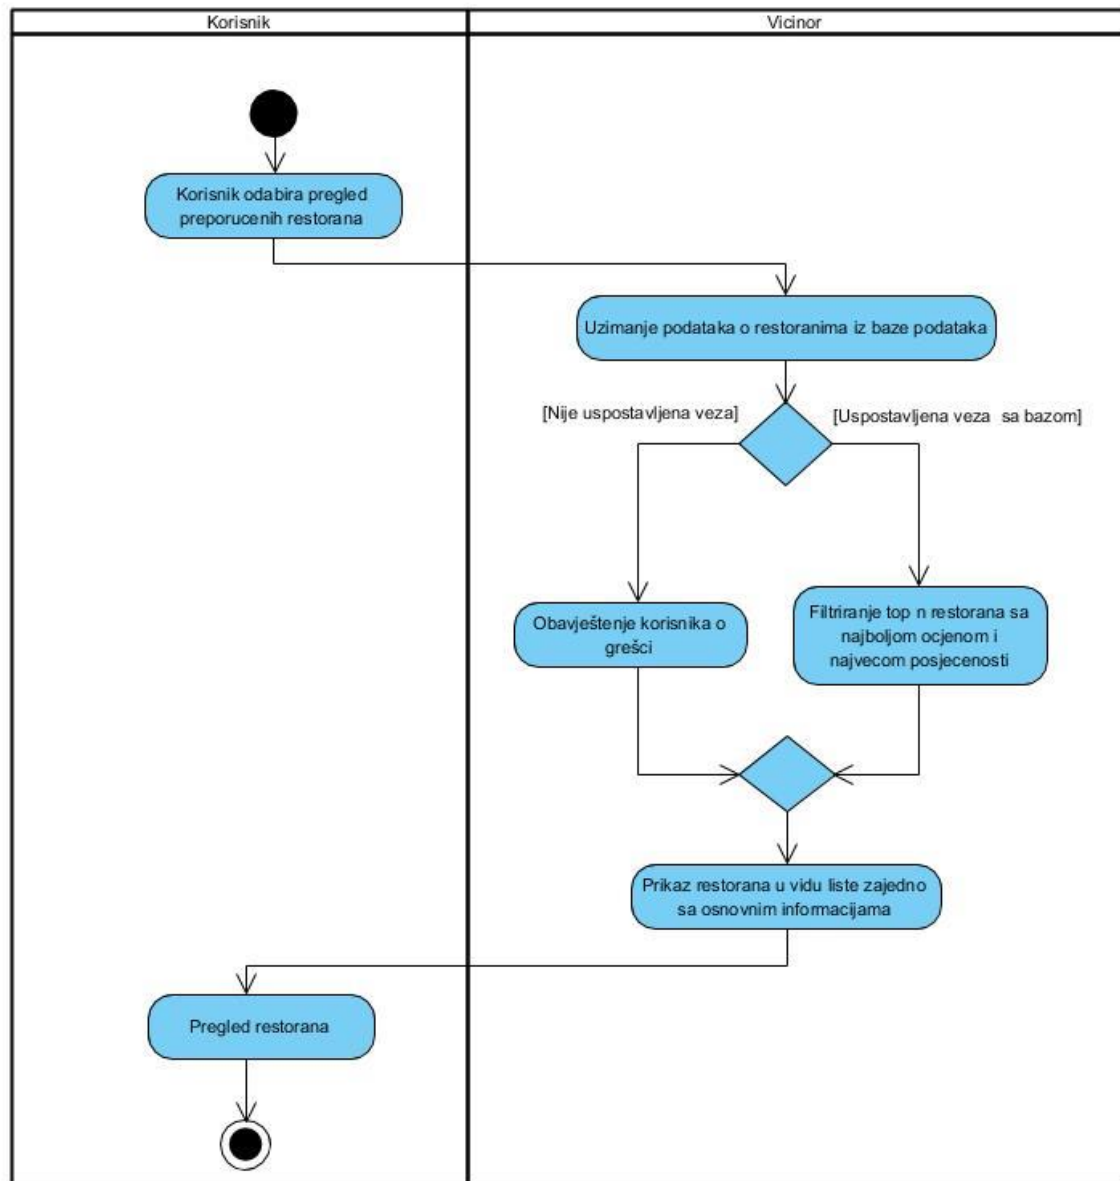 Korisnik
Vicinor
Korisnik odabira pregled
preporucenih restorana
Uzimanje podataka o restoranima iz baze podataka
[Nije uspostavljena veza]
[Uspostavljena veza sa bazom]
Obavještenje korisnika o
grešci
Filtriranje top n restorana sa
najboljom ocjenom i
najvecom posjecenosti
Prikaz restorana u vidu liste zajedno
sa osnovnim informacijama
Pregled restorana